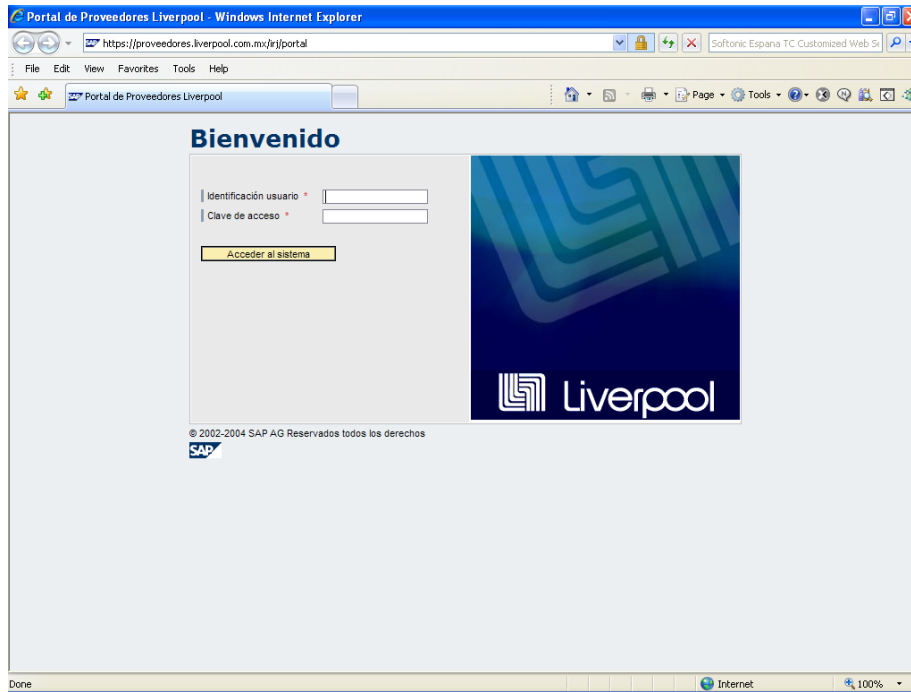 Portal de Proveedores Liverpool - Windows Internet Explorer
https://proveedores.liverpool.com.mx/irj/portal
Softonic Espana TC Customized Web Se
File Edit View Favorites Tools Help
Portal de Proveedores Liverpool
Page Tools
Bienvenido
Identificación usuario *
Clave de acceso *
Acceder al sistema
Liverpool
© 2002-2004 SAP AG Reservados todos los derechos
SAP
Done Internet 100%